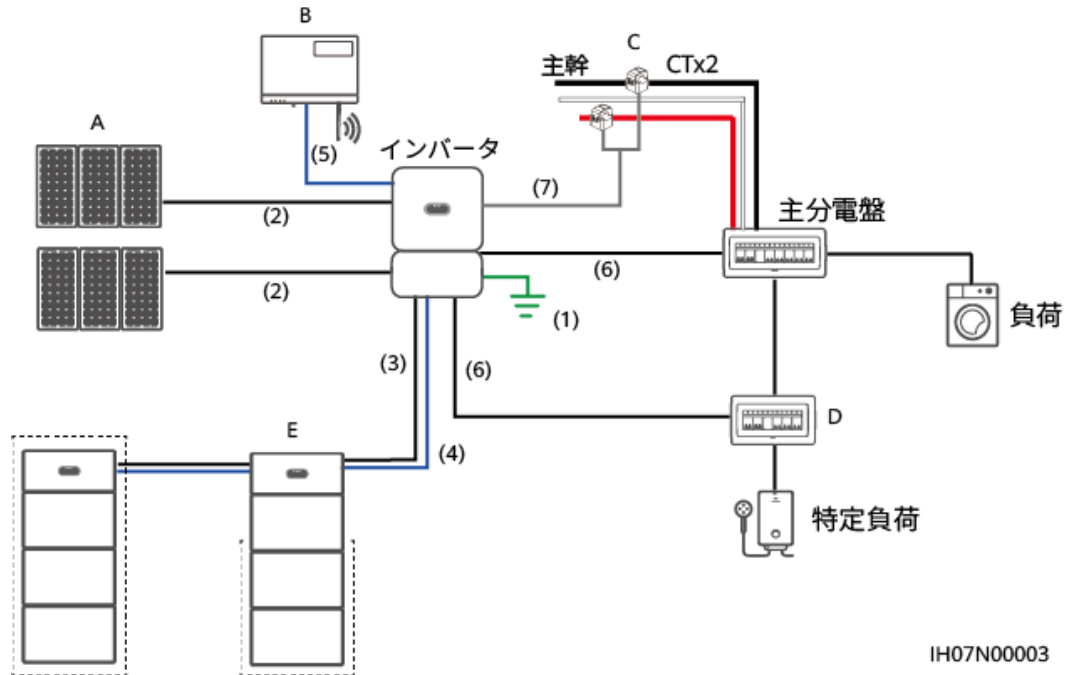 B
C
主幹
CTx2
A
(5)
インバータ
(7)
(2)
主分電盤
(2)
(6)
(1)
負荷
(3)
(6)
D
E
(4)
特定負荷
IH07N00003